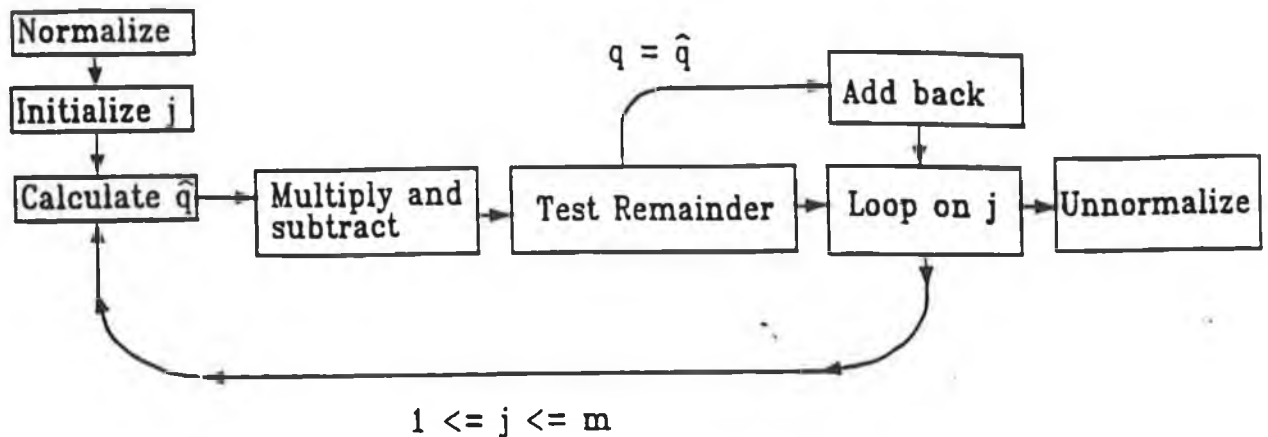 Normalize
q = q̂
Initialize j
Add back
Calculate q̂
Multiply and
subtract
Test Remainder
Loop on j
Unnormalize
1 <= j <= m